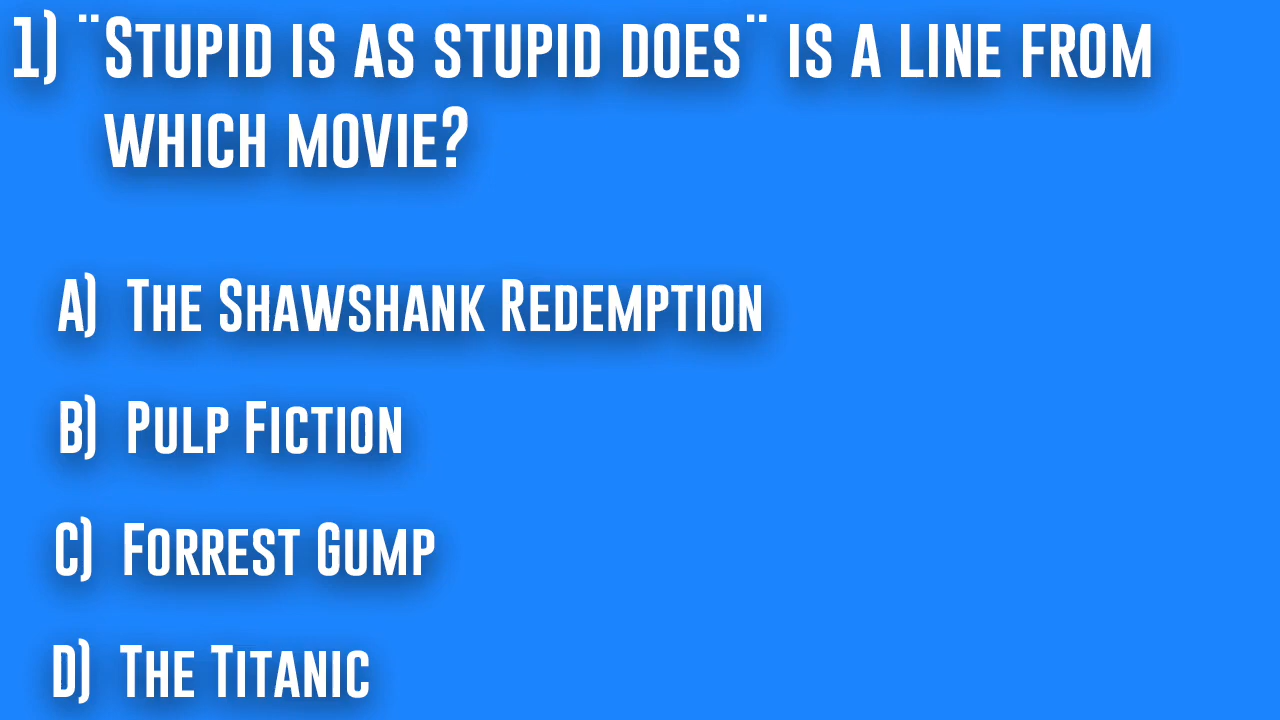 1) ¨Stupid is as stupid does¨ is a line from
which movie?
A) The Shawshank Redemption
B) Pulp Fiction
C) Forrest Gump
D) The Titanic